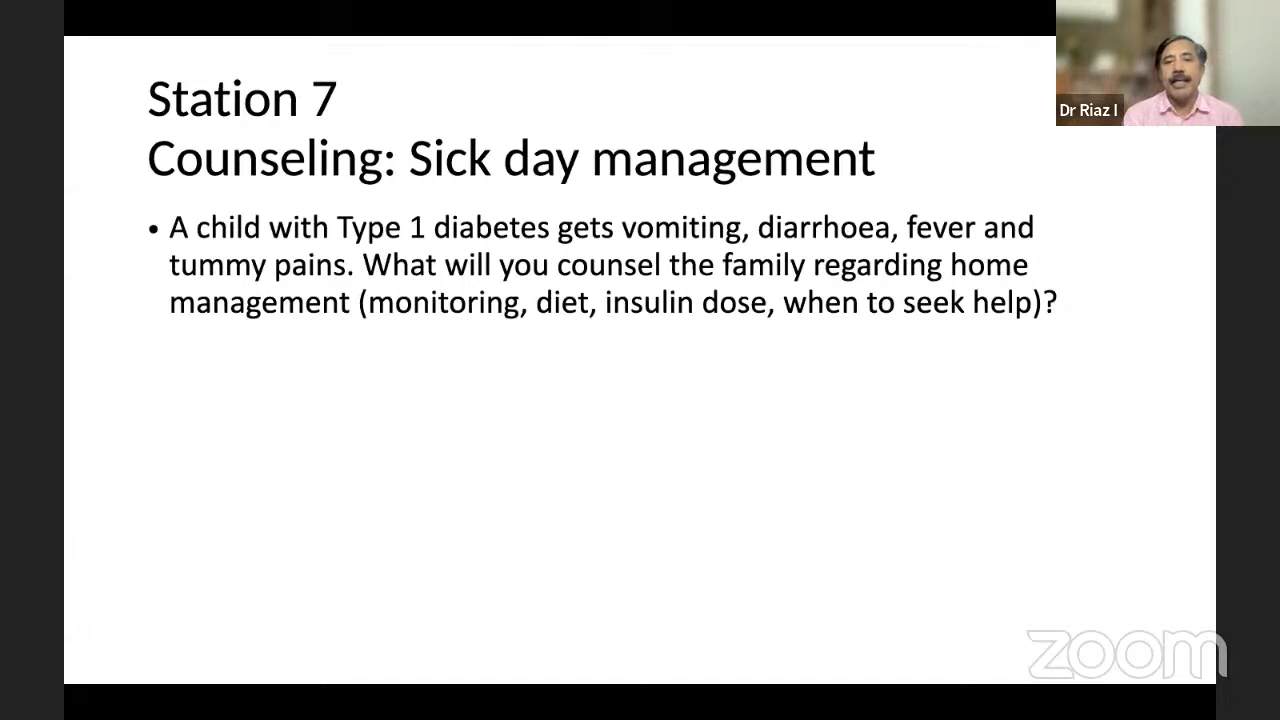 Station 7
Counseling: Sick day management
• A child with Type 1 diabetes gets vomiting, diarrhoea, fever and
tummy pains. What will you counsel the family regarding home
management (monitoring, diet, insulin dose, when to seek help)?
Dr Riaz I
zoom